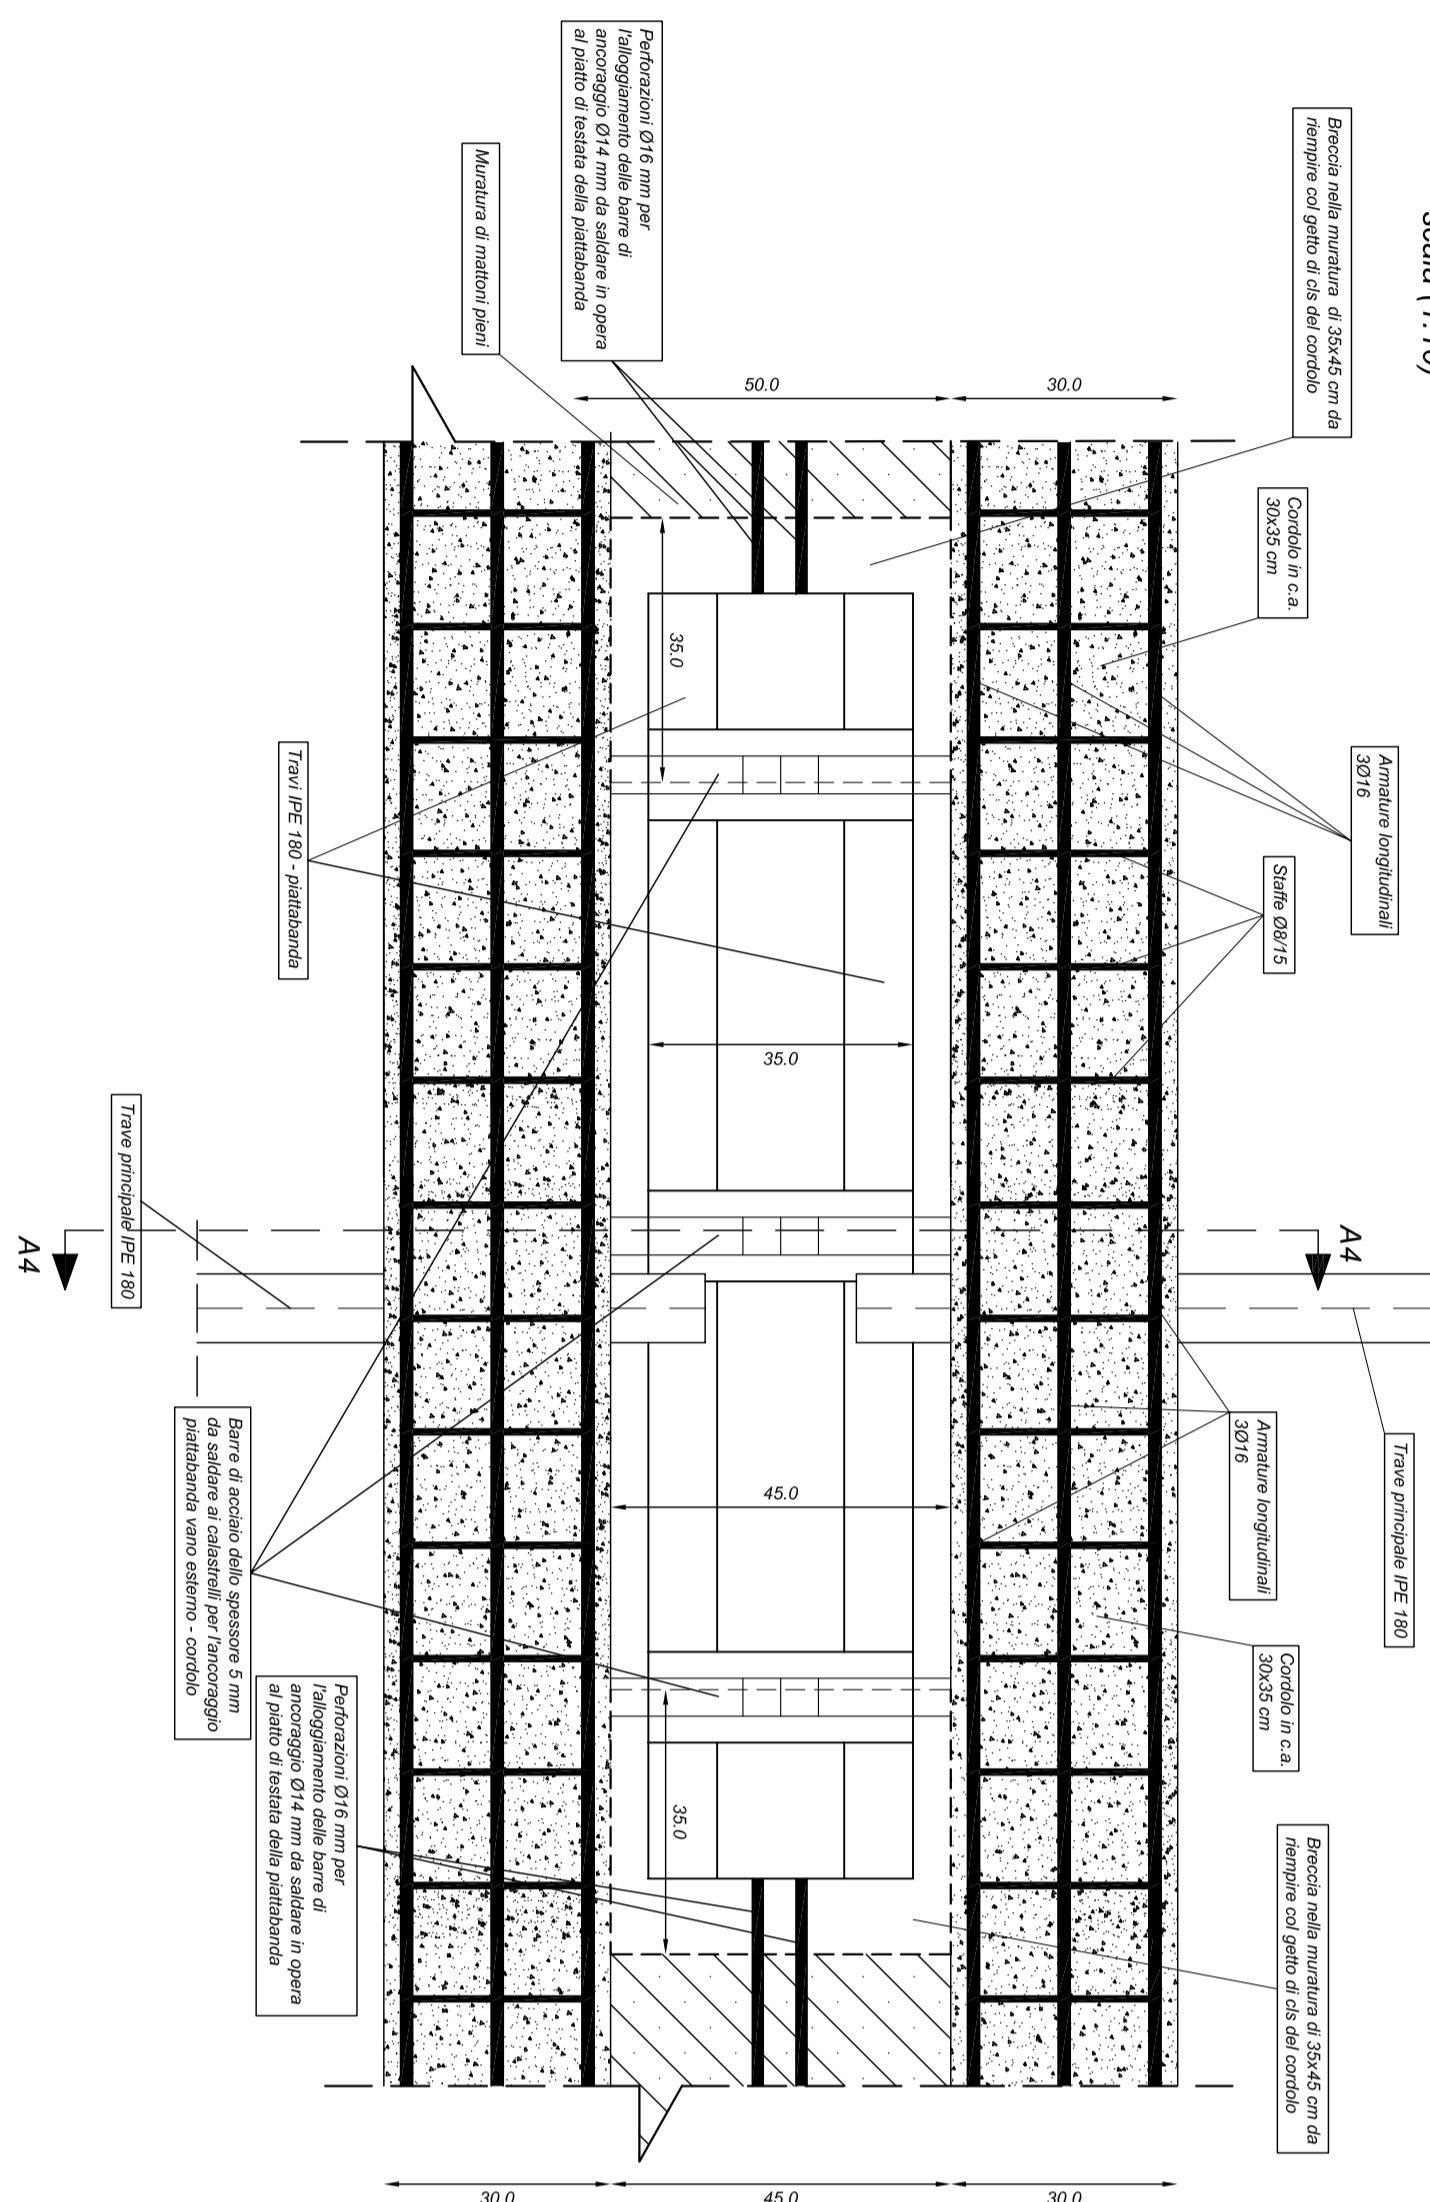 scala (1:10)
Breccia nella muratura di 35x45 cm da
riempire col getto di cls del cordolo
Cordolo in c.a.
30x35 cm
Armature longitudinali
3Ø16
Staffe Ø8/15
A4
Trave principale IPE 180
Armature longitudinali
3Ø16
Cordolo in c.a.
30x35 cm
Breccia nella muratura di 35x45 cm da
riempire col getto di cls del cordolo
Perforazioni Ø16 mm per
l'alloggiamento delle barre di
ancoraggio Ø14 mm da saldare in opera
al piatto di testata della piattabanda
Muratura di mattoni pieni
50.0
30.0
35.0
35.0
45.0
35.0
30.0
45.0
30.0
Travi IPE 180 - piattabanda
Trave principale IPE 180
A4
Barre di acciaio dello spessore 5 mm
da saldare ai calastrelli per l'ancoraggio
piattabanda vano esterno - cordolo
Perforazioni Ø16 mm per
l'alloggiamento delle barre di
ancoraggio Ø14 mm da saldare in opera
al piatto di testata della piattabanda